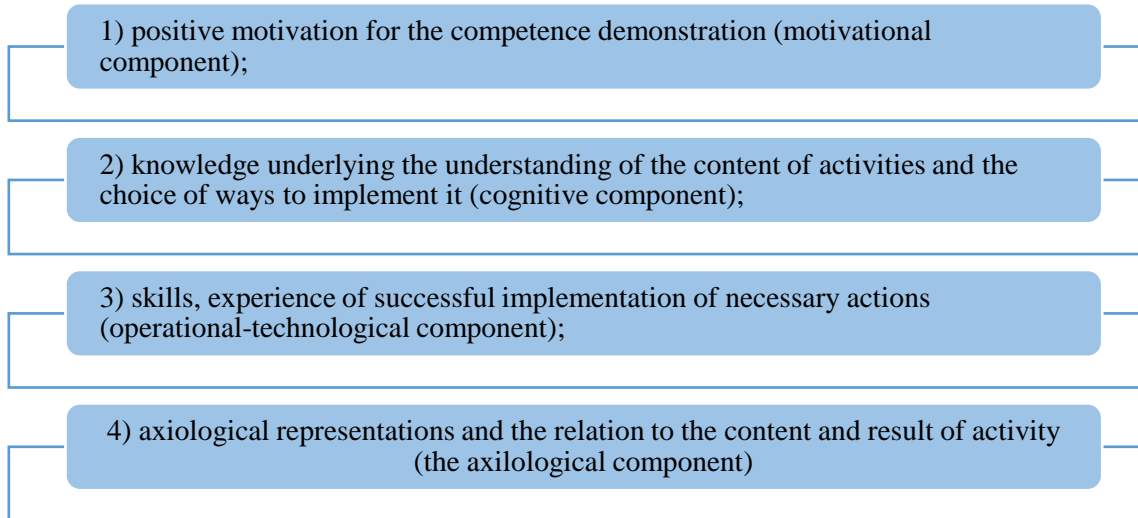 1) positive motivation for the competence demonstration (motivational
component);
2) knowledge underlying the understanding of the content of activities and the
choice of ways to implement it (cognitive component);
3) skills, experience of successful implementation of necessary actions
(operational-technological component);
4) axiological representations and the relation to the content and result of activity
(the axilological component)